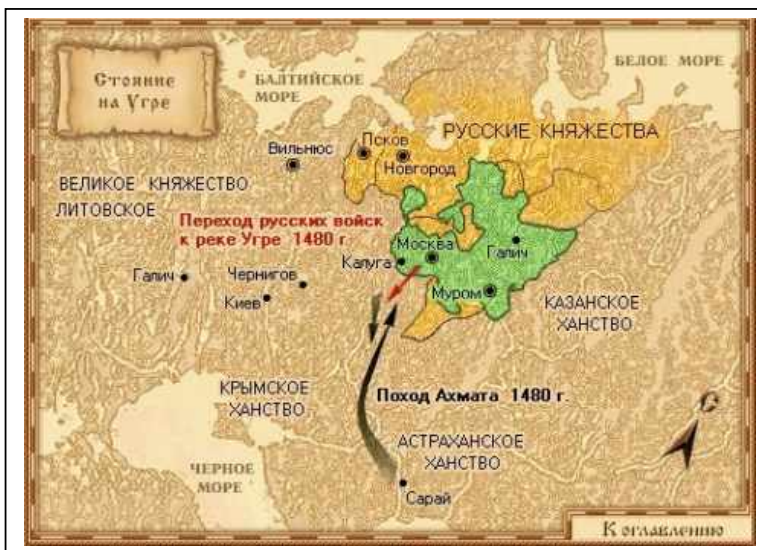 Стояние
на Угре
БАЛТИЙСКОЕ
МОРЕ
БЕЛОЕ МОРЕ
РУССКИЕ КНЯЖЕСТВА
Псков
Вильнюс
Новгород
ВЕЛИКОЕ КНЯЖЕСТВО
ЛИТОВСКОЕ
Переход русских войск
к реке Угре 1480 г.
Москва
Галич
Калуга
Галич
Чернигов
Киев
Муром
КАЗАНСКОЕ
ХАНСТВО
КРЫМСКОЕ
ХАНСТВО
Поход Ахмата 1480 г.
С
АСТРАХАНСКОЕ
ХАНСТВО
ЧЕРНОЕ
МОРЕ
Сарай
К оглавлению